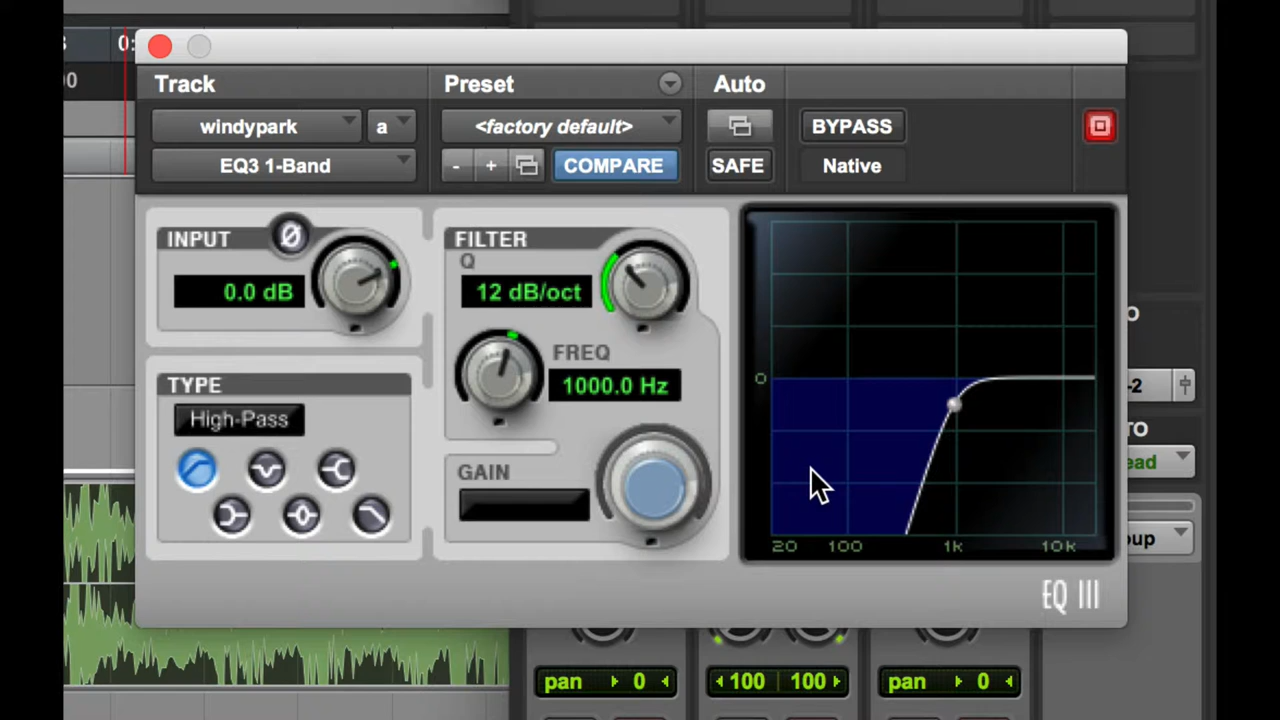 Track
Preset
Auto
windypark
a
<factory default>
BYPASS
EQ3 1-Band
-
+
COMPARE
SAFE
Native
INPUT
Ø
0.0 dB
FILTER
Q
12 dB/oct
FREQ
1000.0 Hz
TYPE
High-Pass
GAIN
0
20
100
1k
10k
EQ III
pan
0
100
100
pan
0